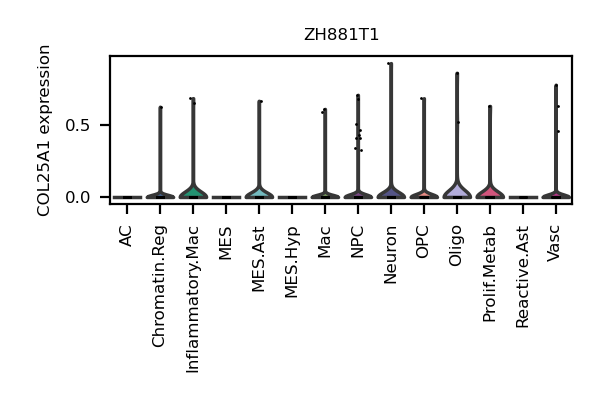 ZH881T1
COL25A1 expression
0.5
0.0
AC
Chromatin.Reg
Inflammatory.Mac
MES
MES.Ast
MES.Hyp
Mac
NPC
Neuron
OPC
Oligo
Prolif.Metab
Reactive.Ast
Vasc